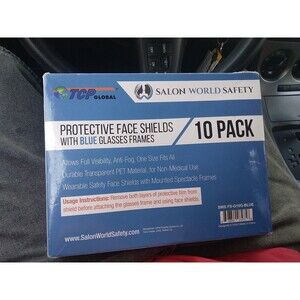 TCP GLOBAL
SALON WORLD SAFETY
PROTECTIVE FACE SHIELDS
WITH BLUE GLASSES FRAMES
10 PACK
Allows Full Visibility, Anti-Fog, One Size Fits All
Durable Transparent PET Material, for Non-Medical Use
Wearable Safety Face Shields with Mounted Spectacle Frames
Usage Instructions: Remove both layers of protective film from
shield before attaching the glasses frame and using face shields.
www.SalonWorldSafety.com